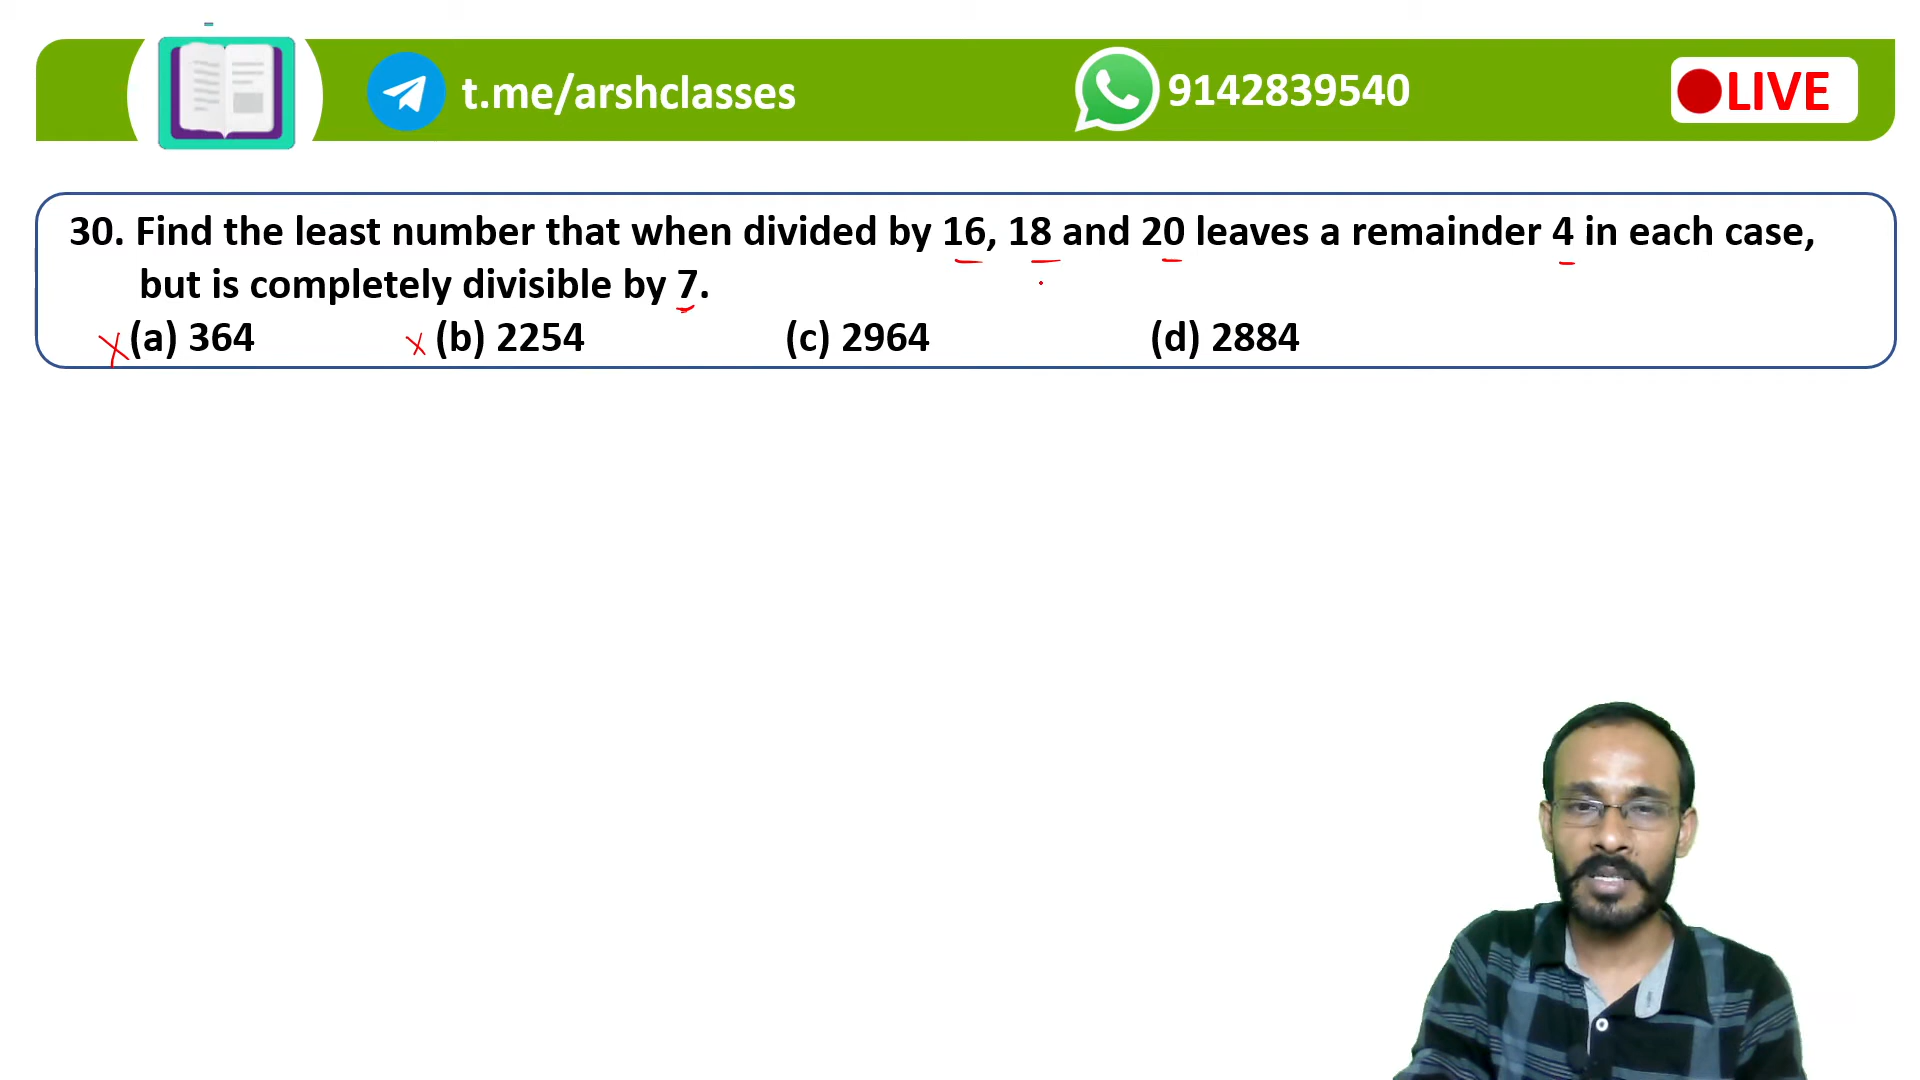 t.me/arshclasses
9142839540
LIVE
30. Find the least number that when divided by 16, 18 and 20 leaves a remainder 4 in each case,
but is completely divisible by 7.
(a) 364 (b) 2254 (c) 2964 (d) 2884